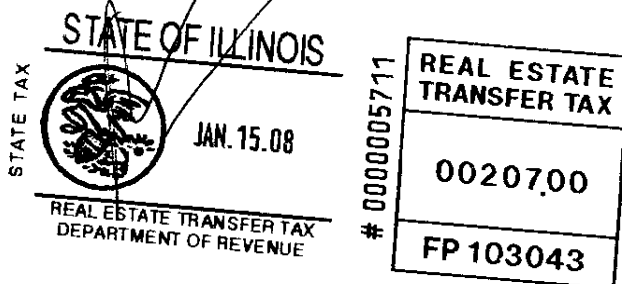 STATE OF ILLINOIS
STATE TAX
JAN.15.08
REAL ESTATE TRANSFER TAX
DEPARTMENT OF REVENUE
# 0000005711
REAL ESTATE
TRANSFER TAX
00207.00
FP 103043